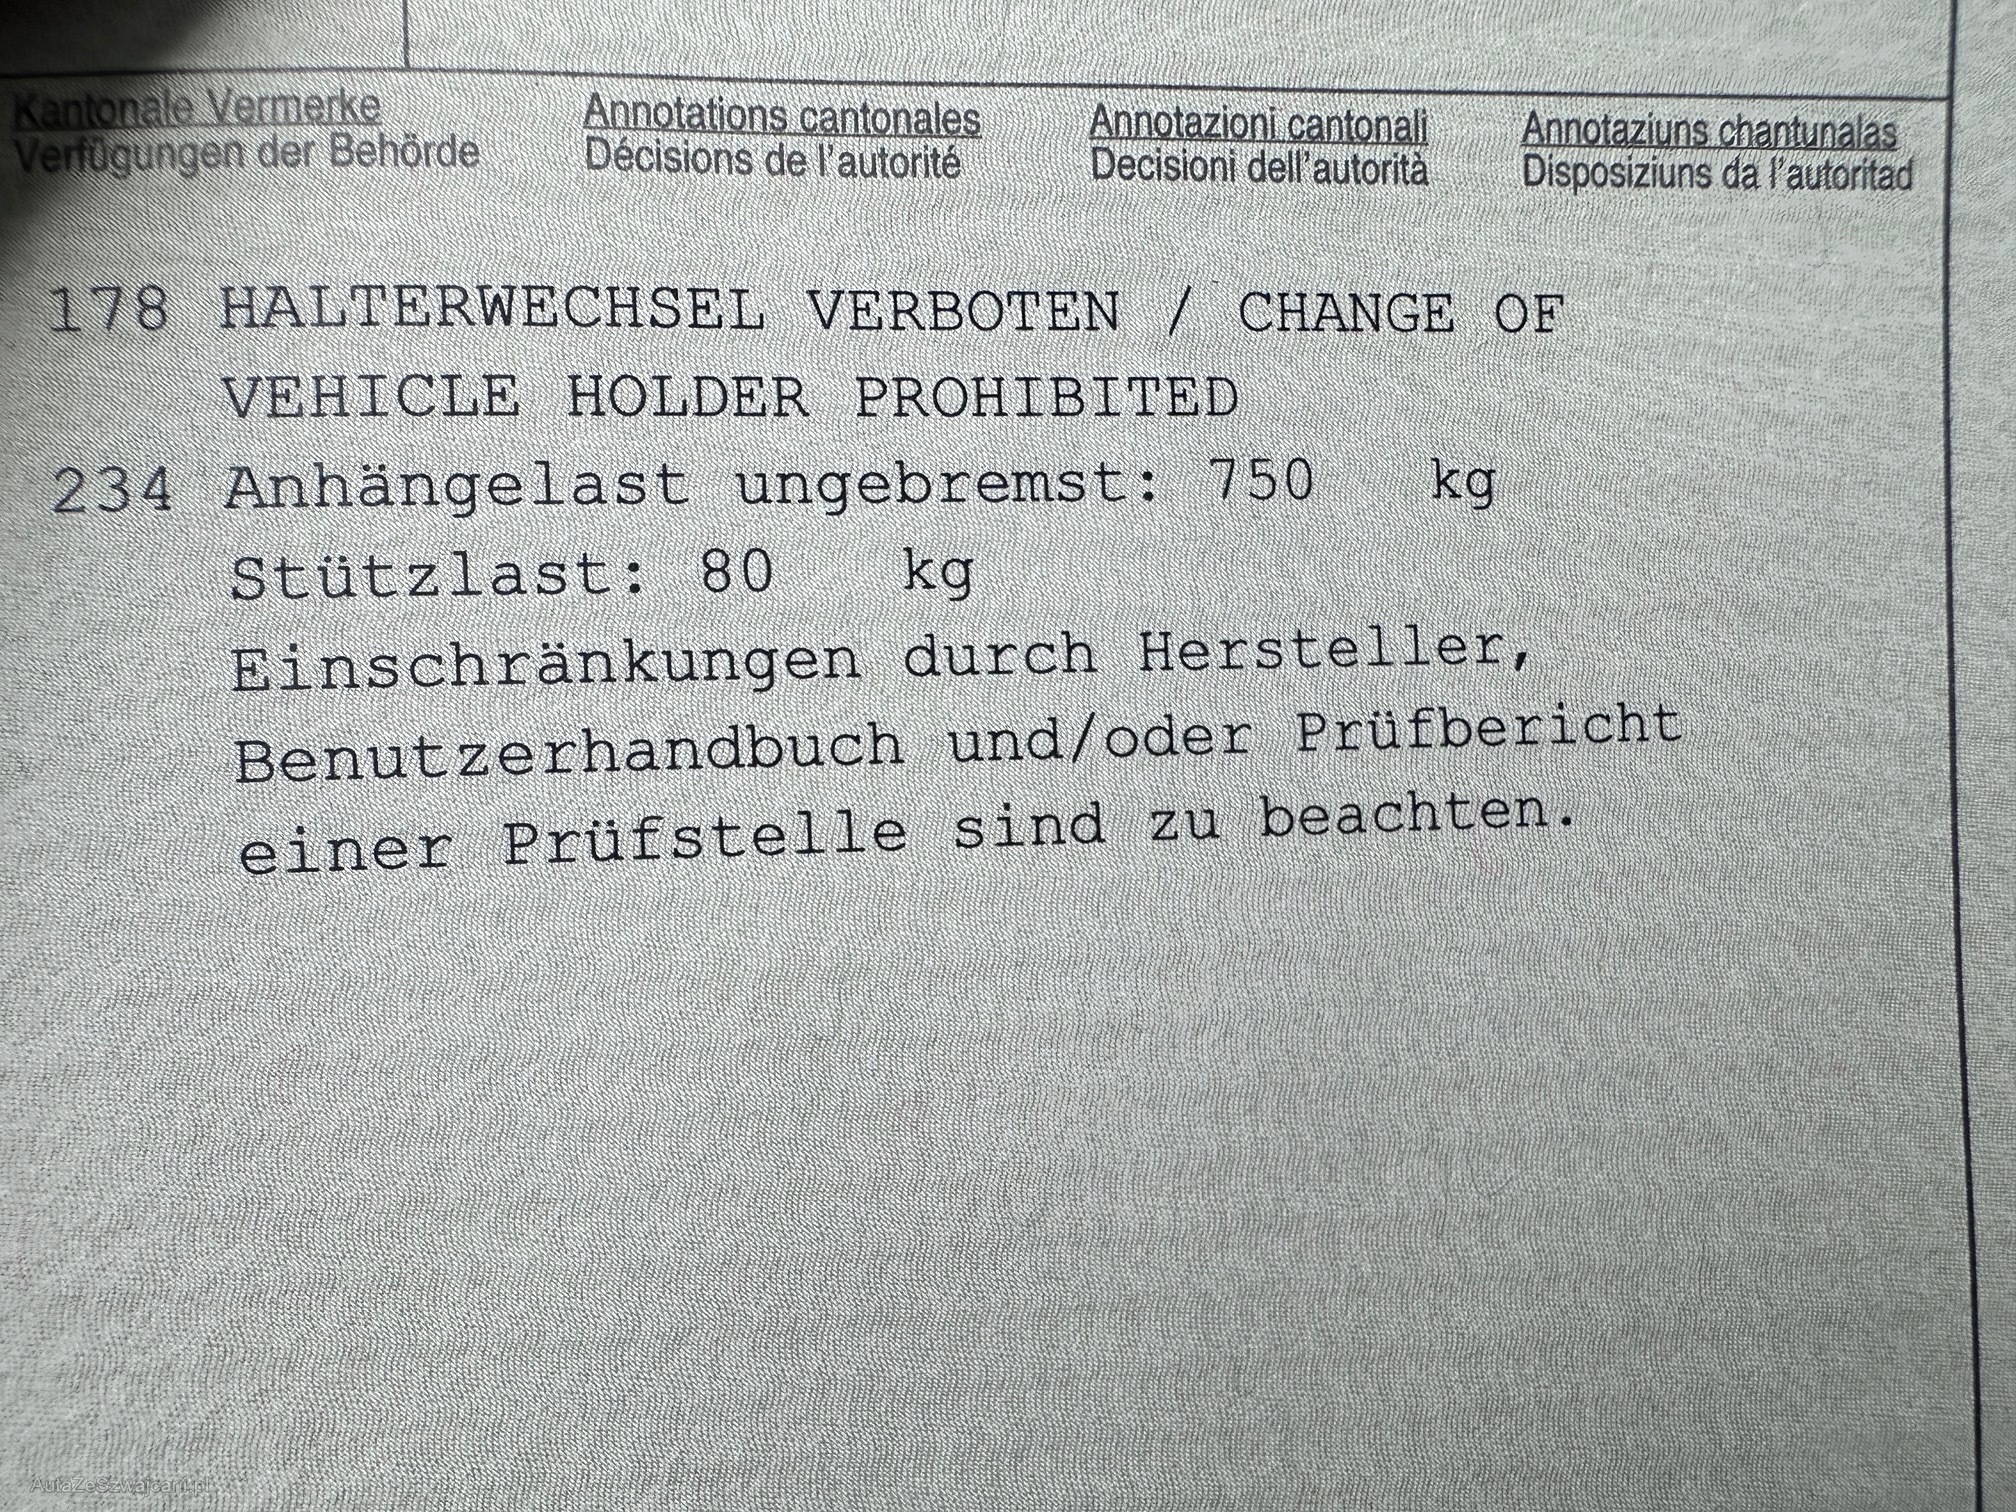 Kantonale Vermerke
Verfügungen der Behörde
Annotations cantonales
Décisions de l'autorité
Annotazioni cantonali
Decisioni dell'autorità
Annotaziuns chantunalas
Disposiziuns da l'autoritad
178 HALTERWECHSEL VERBOTEN / CHANGE OF
VEHICLE HOLDER PROHIBITED
234 Anhängelast ungebremst: 750 kg
Stützlast: 80 kg
Einschränkungen durch Hersteller,
Benutzerhandbuch und/oder Prüfbericht
einer Prüfstelle sind zu beachten.
AutaZeSzwajcarii.pl